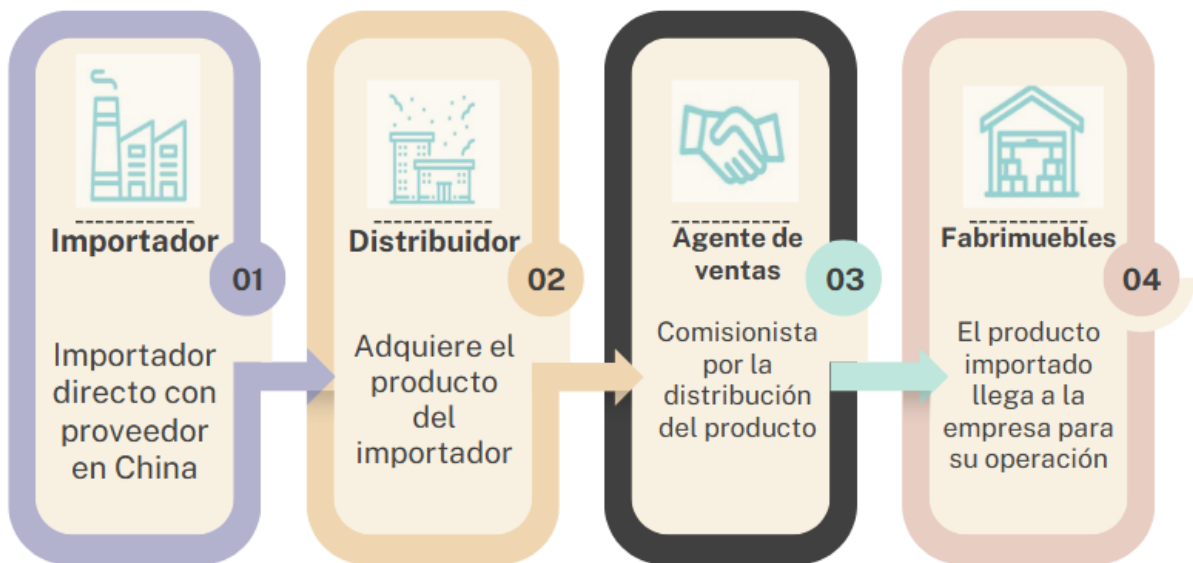 Importador
01
Importador
directo con
proveedor
en China
Distribuidor
02
Adquiere el
producto
del
importador
Agente de
ventas
03
Comisionista
por la
distribución
del producto
Fabrimuebles
04
El producto
importado
llega a la
empresa para
su operación